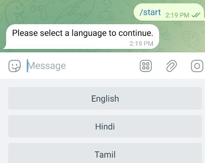 /start
2:19 PM
Please select a language to continue.
2:19 PM
Message
English
Hindi
Tamil